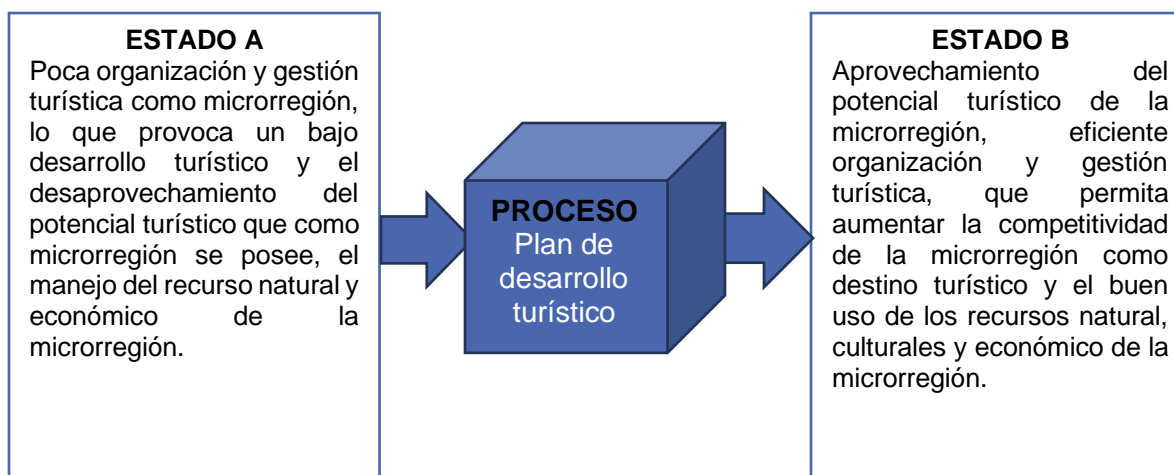 ESTADO A
Poca organización y gestión
turística como microrregión,
lo que provoca un bajo
desarrollo turístico y el
desaprovechamiento del
potencial turístico que como
microrregión se posee, el
manejo del recurso natural y
económico de la
microrregión.
PROCESO
Plan de
desarrollo
turístico
ESTADO B
Aprovechamiento del
potencial turístico de la
microrregión, eficiente
organización y gestión
turística, que permita
aumentar la competitividad
de la microrregión como
destino turístico y el buen
uso de los recursos natural,
culturales y económico de la
microrregión.